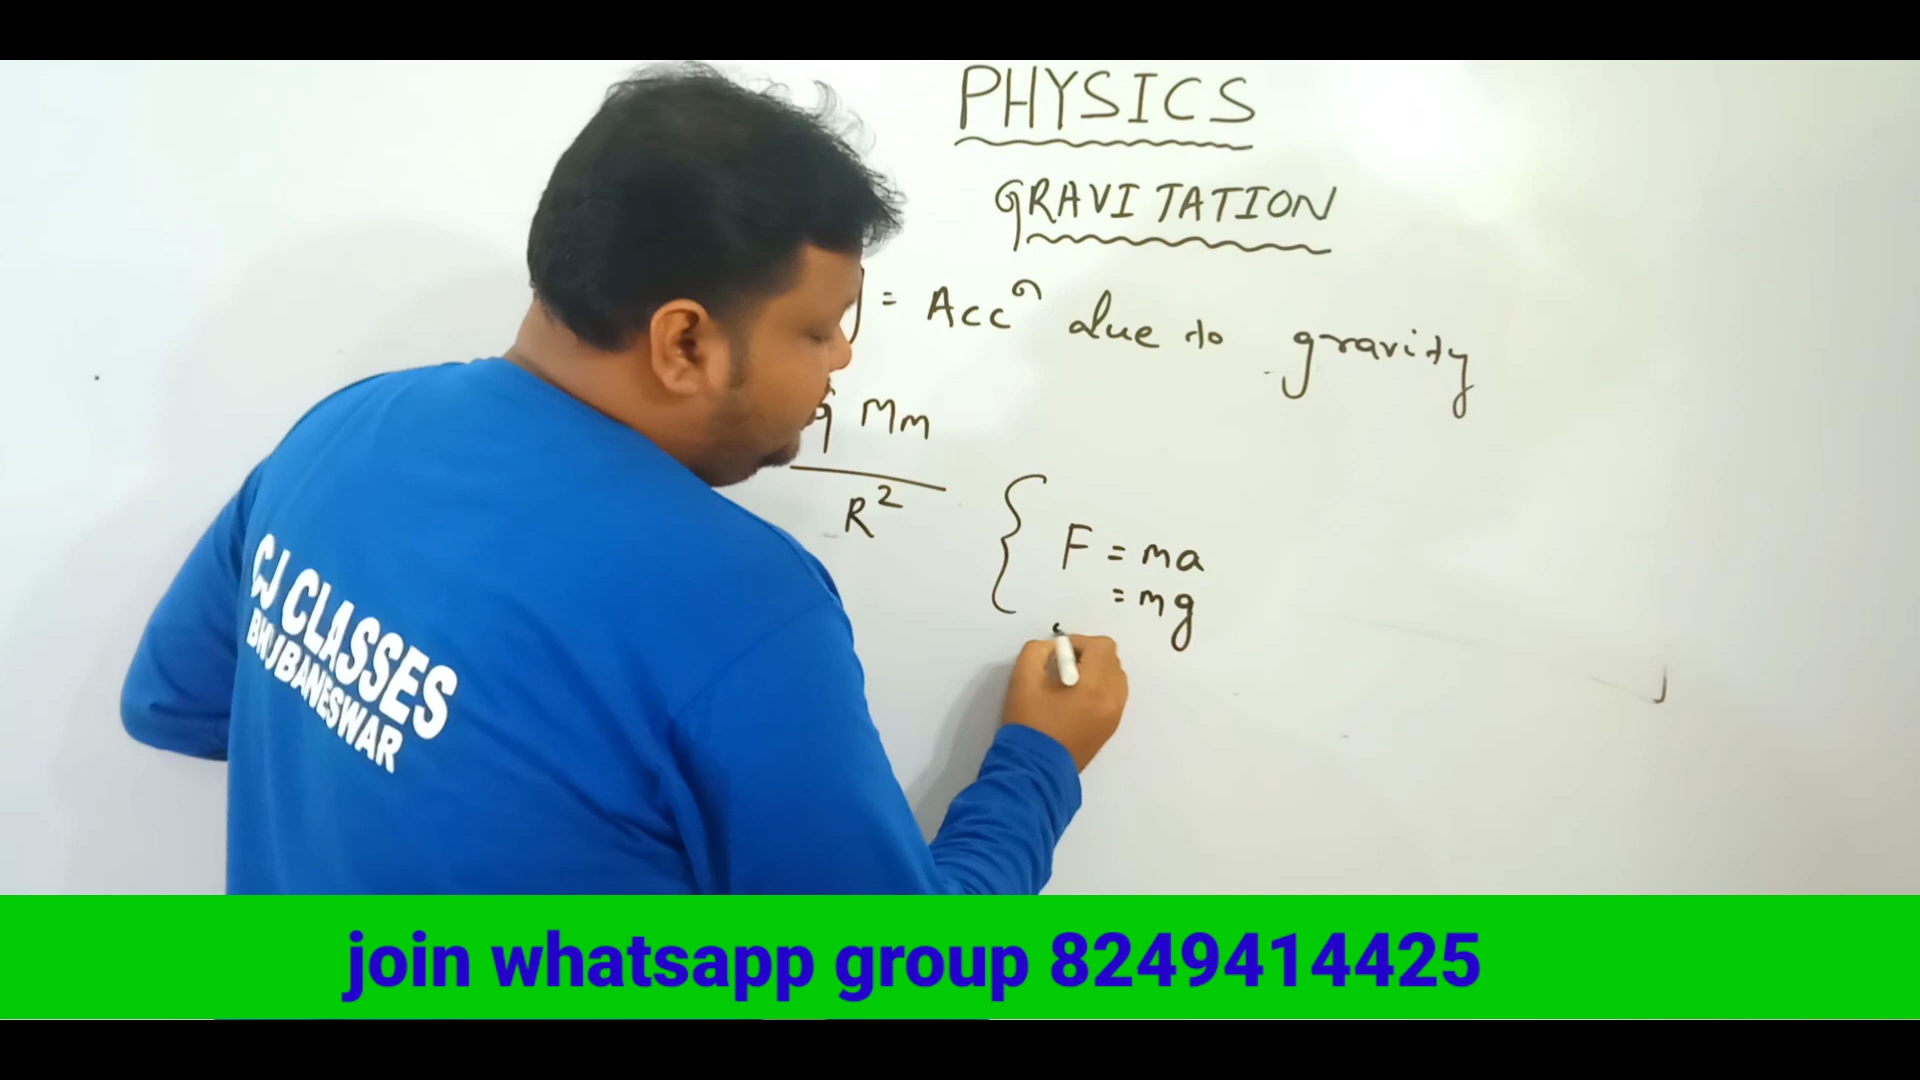 PHYSICS
GRAVITATION
= Accⁿ due to gravity
G Mm
R²
{ F = ma
= mg
CJ CLASSES
BHUBANESWAR
join whatsapp group 8249414425